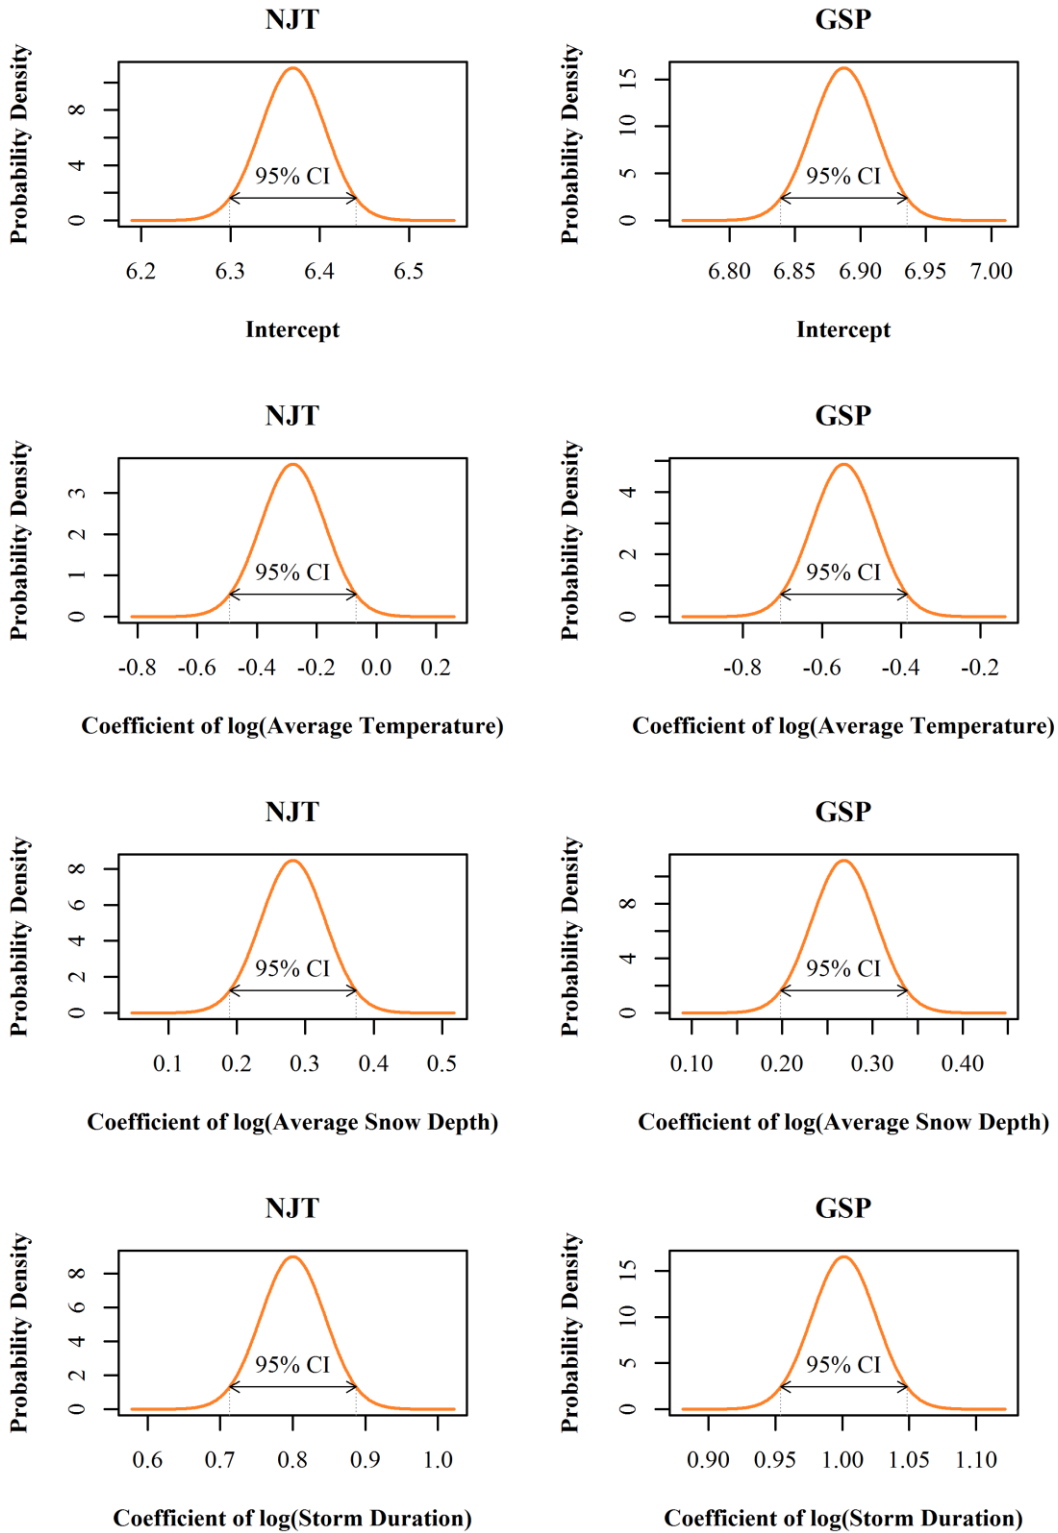 NJT
GSP
Probability Density
0 4 8
95% CI
6.2 6.3 6.4 6.5
Intercept
Probability Density
0 5 10 15
95% CI
6.80 6.85 6.90 6.95 7.00
Intercept
NJT
GSP
Probability Density
0 1 2 3
95% CI
-0.8 -0.6 -0.4 -0.2 0.0 0.2
Coefficient of log(Average Temperature)
Probability Density
0 2 4
95% CI
-0.8 -0.6 -0.4 -0.2
Coefficient of log(Average Temperature)
NJT
GSP
Probability Density
0 2 4 6 8
95% CI
0.1 0.2 0.3 0.4 0.5
Coefficient of log(Average Snow Depth)
Probability Density
0 4 8
95% CI
0.10 0.20 0.30 0.40
Coefficient of log(Average Snow Depth)
NJT
GSP
Probability Density
0 2 4 6 8
95% CI
0.6 0.7 0.8 0.9 1.0
Coefficient of log(Storm Duration)
Probability Density
0 5 10 15
95% CI
0.90 0.95 1.00 1.05 1.10
Coefficient of log(Storm Duration)